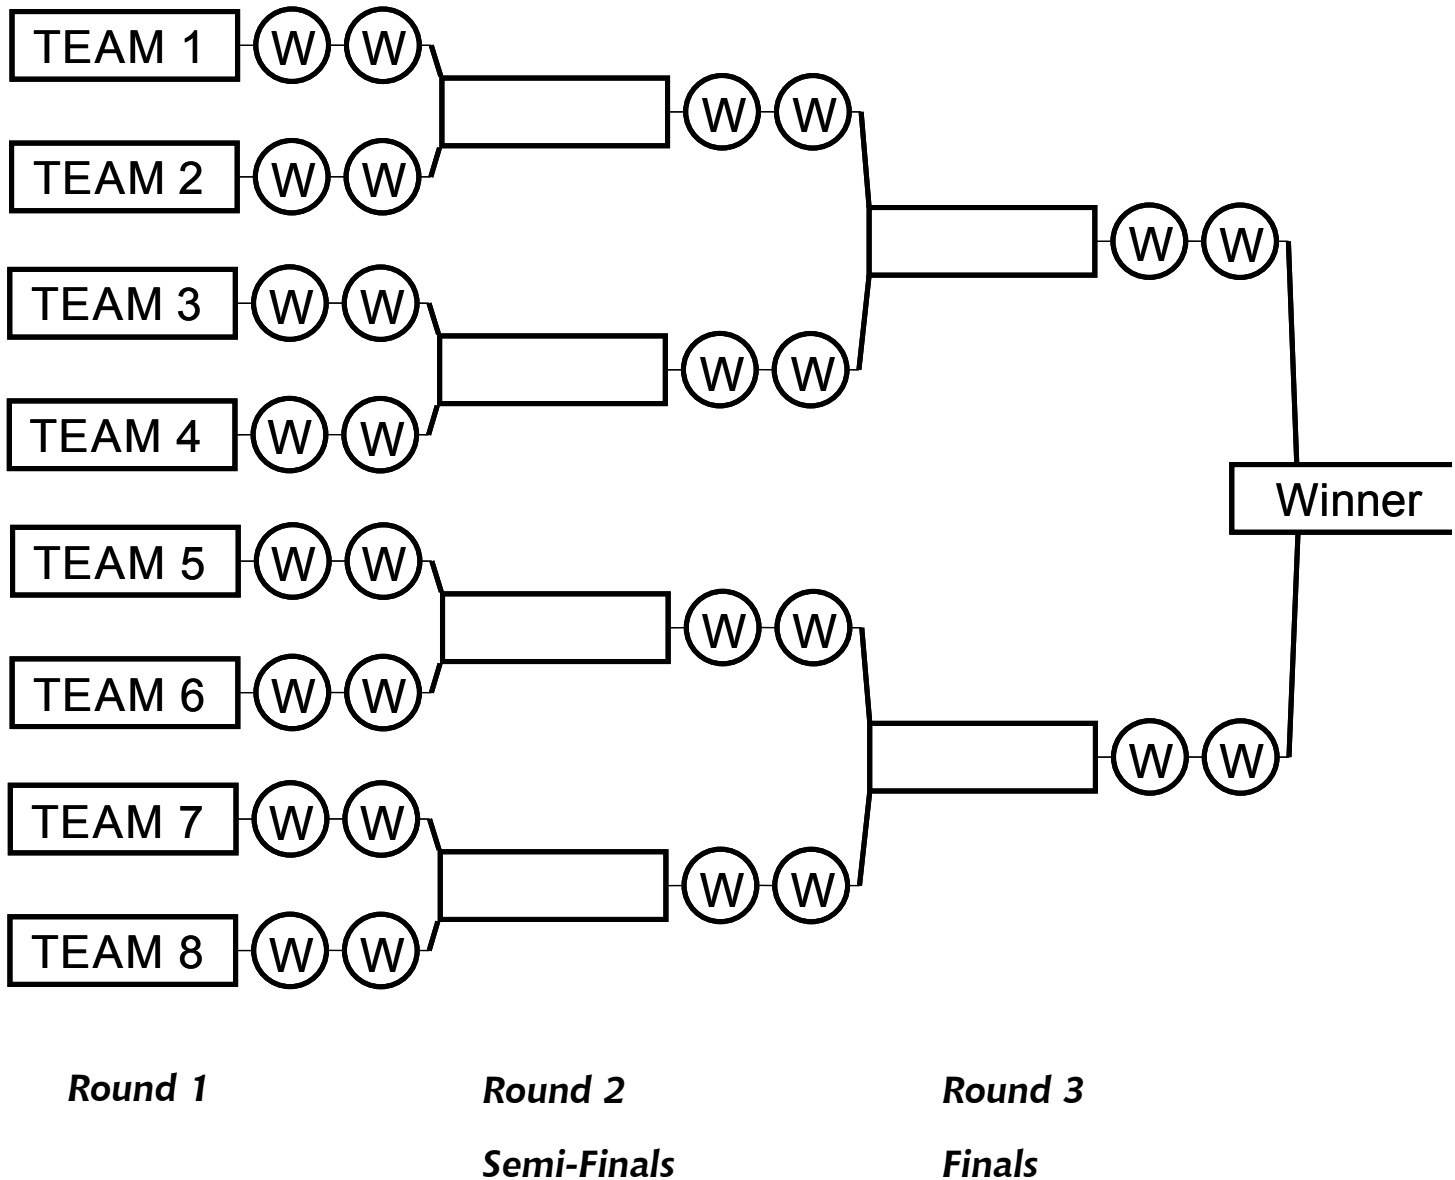 TEAM 1 W W
W W
TEAM 2 W W
W W
TEAM 3 W W
W W
TEAM 4 W W
Winner
TEAM 5 W W
W W
TEAM 6 W W
W W
TEAM 7 W W
W W
TEAM 8 W W
Round 1 Round 2 Round 3
Semi-Finals Finals